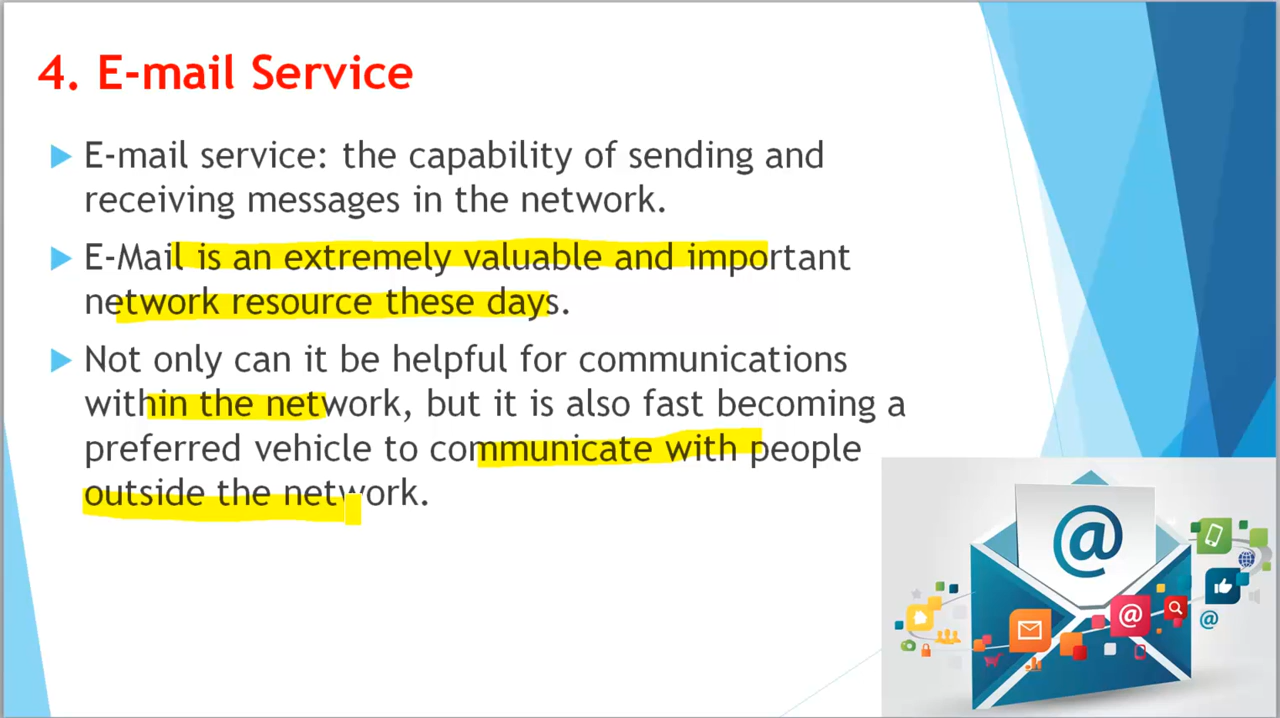 4. E-mail Service
E-mail service: the capability of sending and
receiving messages in the network.
E-Mail is an extremely valuable and important
network resource these days.
Not only can it be helpful for communications
within the network, but it is also fast becoming a
preferred vehicle to communicate with people
outside the network.
@
@
@